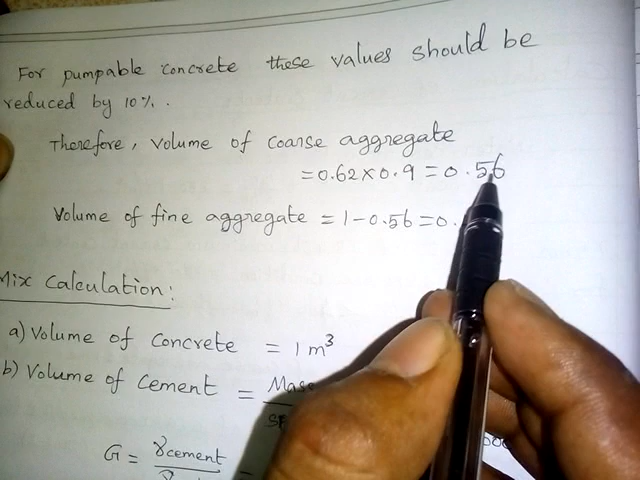 For pumpable concrete these values should be
reduced by 10%.
Therefore, volume of coarse aggregate
= 0.62 × 0.9 = 0.56
Volume of fine aggregate = 1 - 0.56 = 0.
Mix Calculation:
a) Volume of Concrete = 1 m³
b) Volume of Cement = Mass
G = γcement